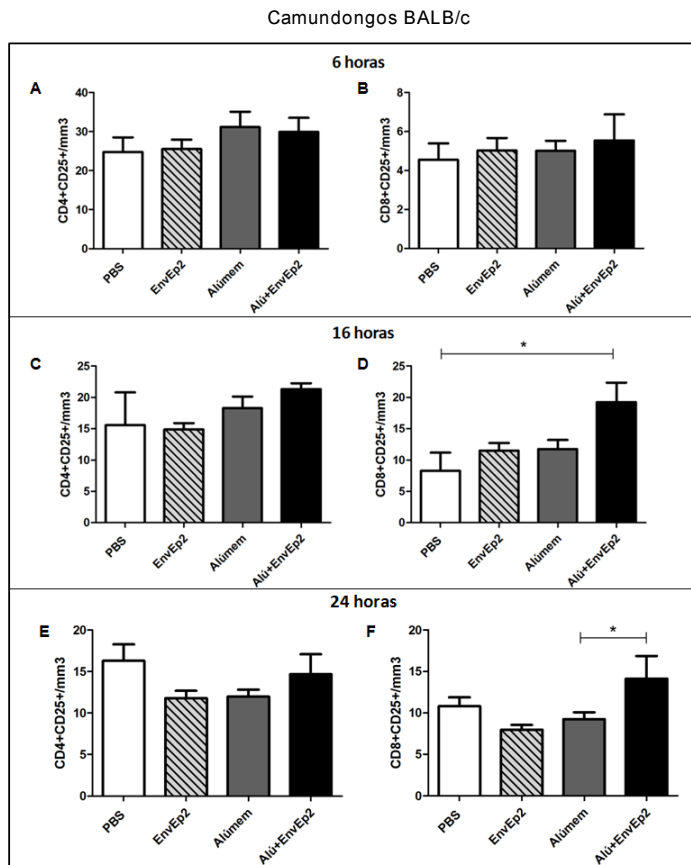 Camundongos BALB/c
6 horas
A
B
CD4+CD25+/mm3
40
30
20
10
0
PBS
EnvEp2
Alúmem
Alú+EnvEp2
CD8+CD25+/mm3
8
6
4
2
0
PBS
EnvEp2
Alúmem
Alú+EnvEp2
16 horas
C
D
CD4+CD25+/mm3
25
20
15
10
5
0
PBS
EnvEp2
Alúmem
Alú+EnvEp2
CD8+CD25+/mm3
25
20
15
10
5
0
*
PBS
EnvEp2
Alúmem
Alú+EnvEp2
24 horas
E
F
CD4+CD25+/mm3
20
15
10
5
0
PBS
EnvEp2
Alúmem
Alú+EnvEp2
CD8+CD25+/mm3
20
15
10
5
0
*
PBS
EnvEp2
Alúmem
Alú+EnvEp2